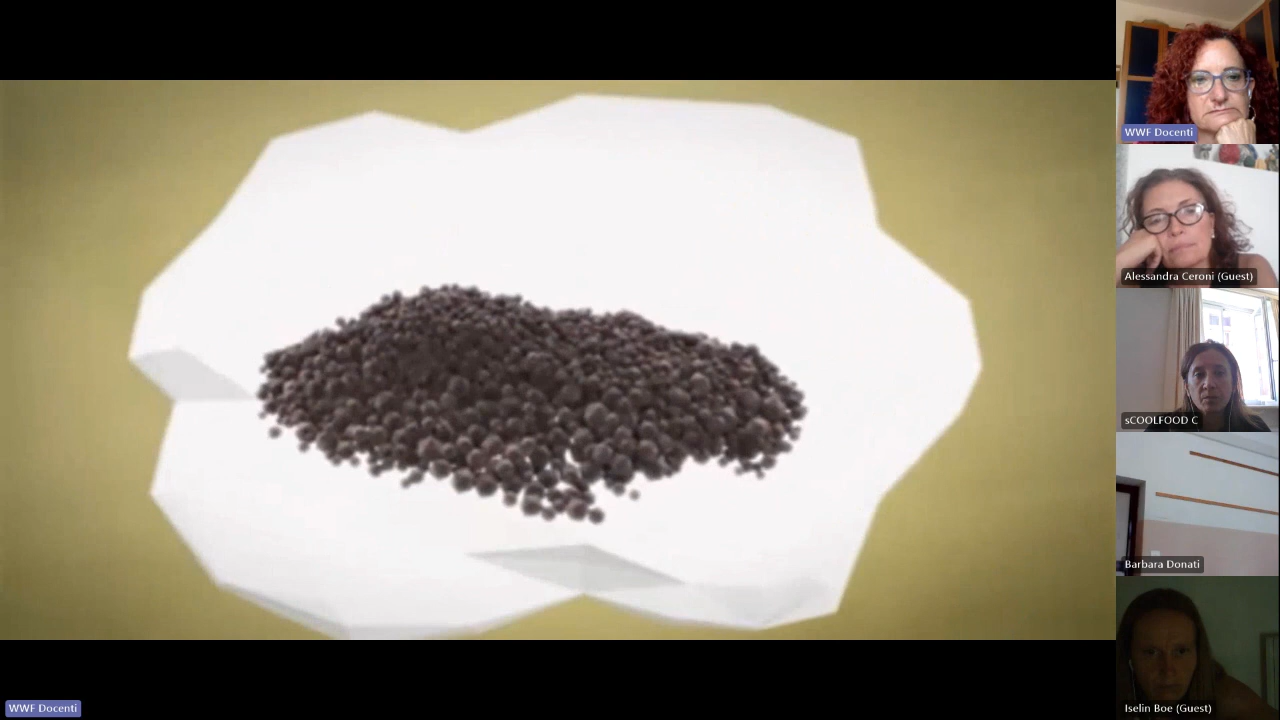 WWF Docenti
Alessandra Ceroni (Guest)
sCOOLFOOD C
Barbara Donati
Iselin Boe (Guest)
WWF Docenti